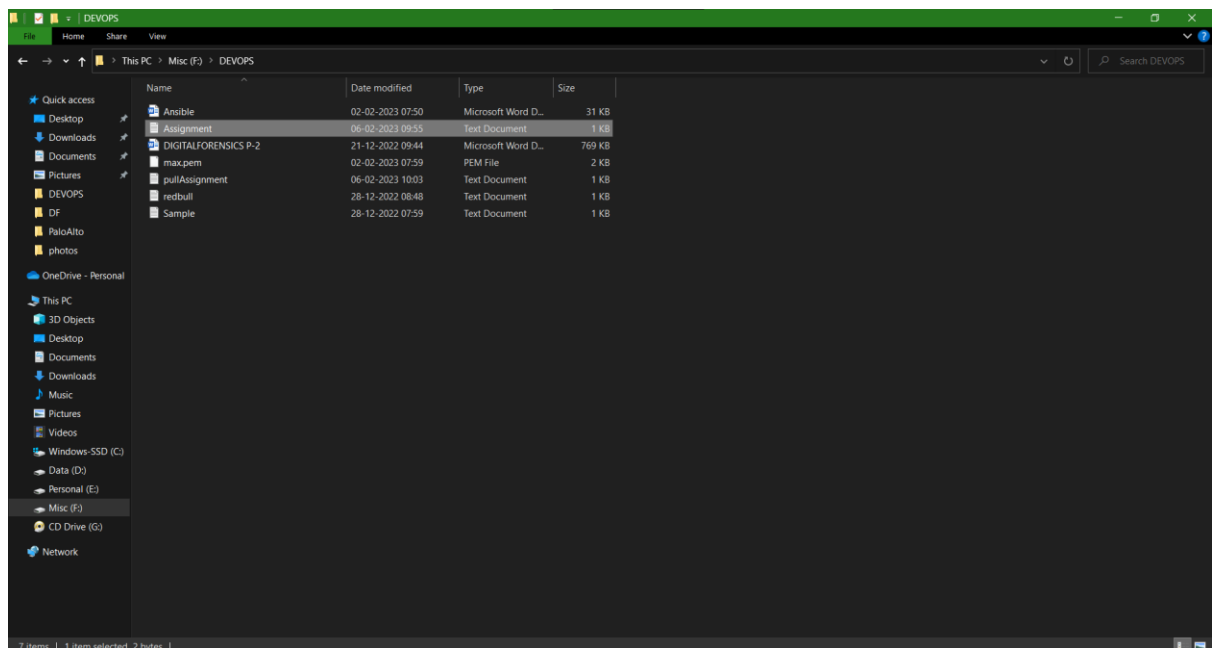 DEVOPS
File Home Share View
This PC > Misc (F:) > DEVOPS
Search DEVOPS
Name Date modified Type Size
Ansible 02-02-2023 07:50 Microsoft Word D... 31 KB
Assignment 06-02-2023 09:55 Text Document 1 KB
DIGITALFORENSICS P-2 21-12-2022 09:44 Microsoft Word D... 769 KB
max.pem 02-02-2023 07:59 PEM File 2 KB
pullAssignment 06-02-2023 10:03 Text Document 1 KB
redbull 28-12-2022 08:48 Text Document 1 KB
Sample 28-12-2022 07:59 Text Document 1 KB
Quick access
Desktop
Downloads
Documents
Pictures
DEVOPS
DF
PaloAlto
photos
OneDrive - Personal
This PC
3D Objects
Desktop
Documents
Downloads
Music
Pictures
Videos
Windows-SSD (C:)
Data (D:)
Personal (E:)
Misc (F:)
CD Drive (G:)
Network
7 items | 1 item selected 2 bytes |